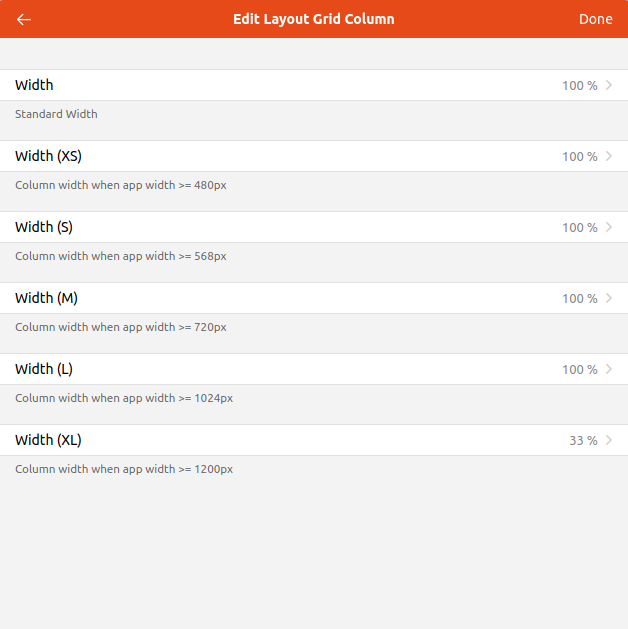 Edit Layout Grid Column
Done
Width
100 %
Standard Width
Width (XS)
100 %
Column width when app width >= 480px
Width (S)
100 %
Column width when app width >= 568px
Width (M)
100 %
Column width when app width >= 720px
Width (L)
100 %
Column width when app width >= 1024px
Width (XL)
33 %
Column width when app width >= 1200px